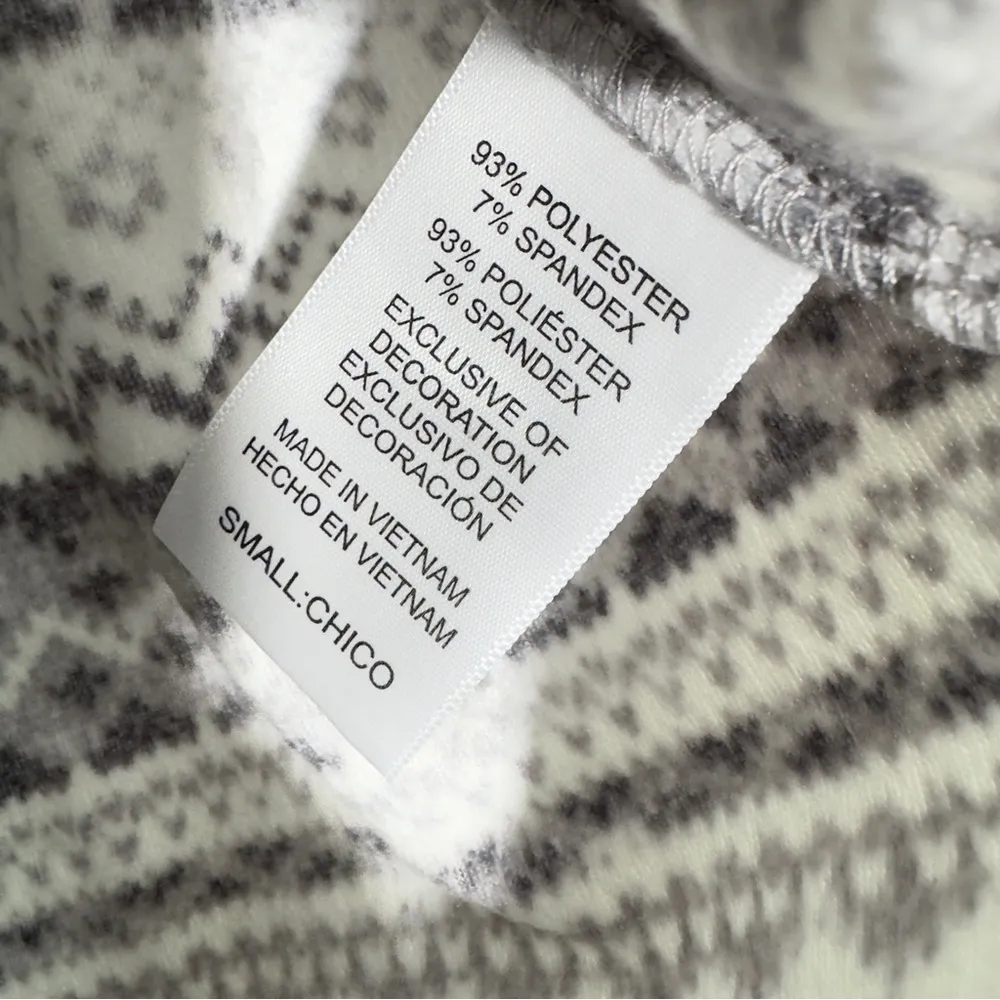 93% POLYESTER
7% SPANDEX
93% POLIÉSTER
7% SPANDEX
EXCLUSIVE OF
DECORATION
EXCLUSIVO DE
DECORACIÓN
MADE IN VIETNAM
HECHO EN VIETNAM
SMALL:CHICO